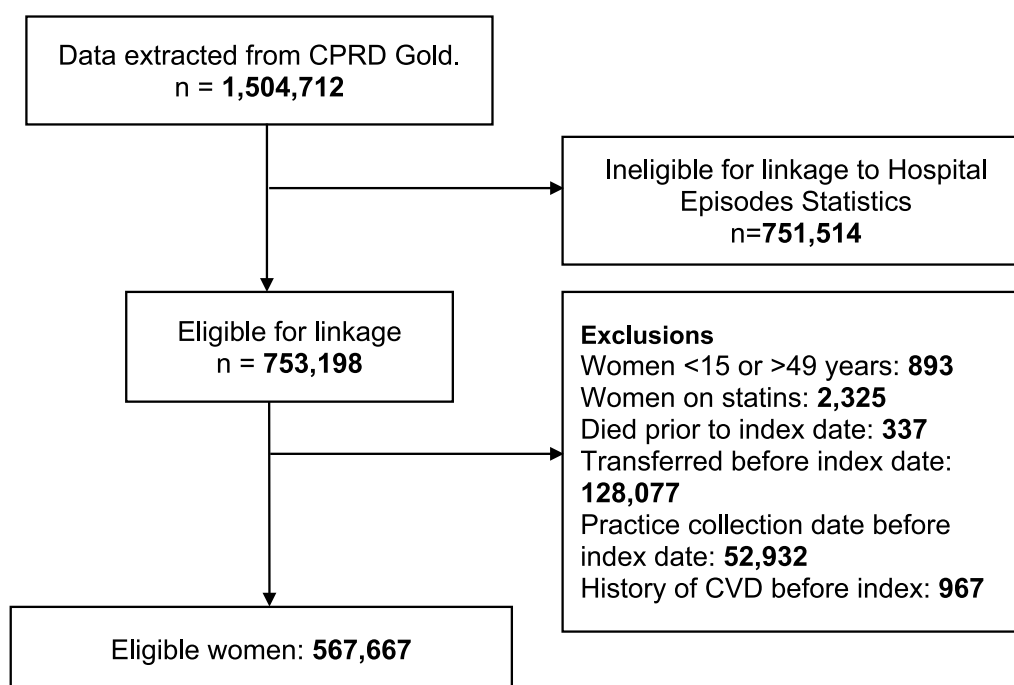 Data extracted from CPRD Gold.
n = 1,504,712
Ineligible for linkage to Hospital
Episodes Statistics
n=751,514
Eligible for linkage
n = 753,198
Exclusions
Women <15 or >49 years: 893
Women on statins: 2,325
Died prior to index date: 337
Transferred before index date:
128,077
Practice collection date before
index date: 52,932
History of CVD before index: 967
Eligible women: 567,667